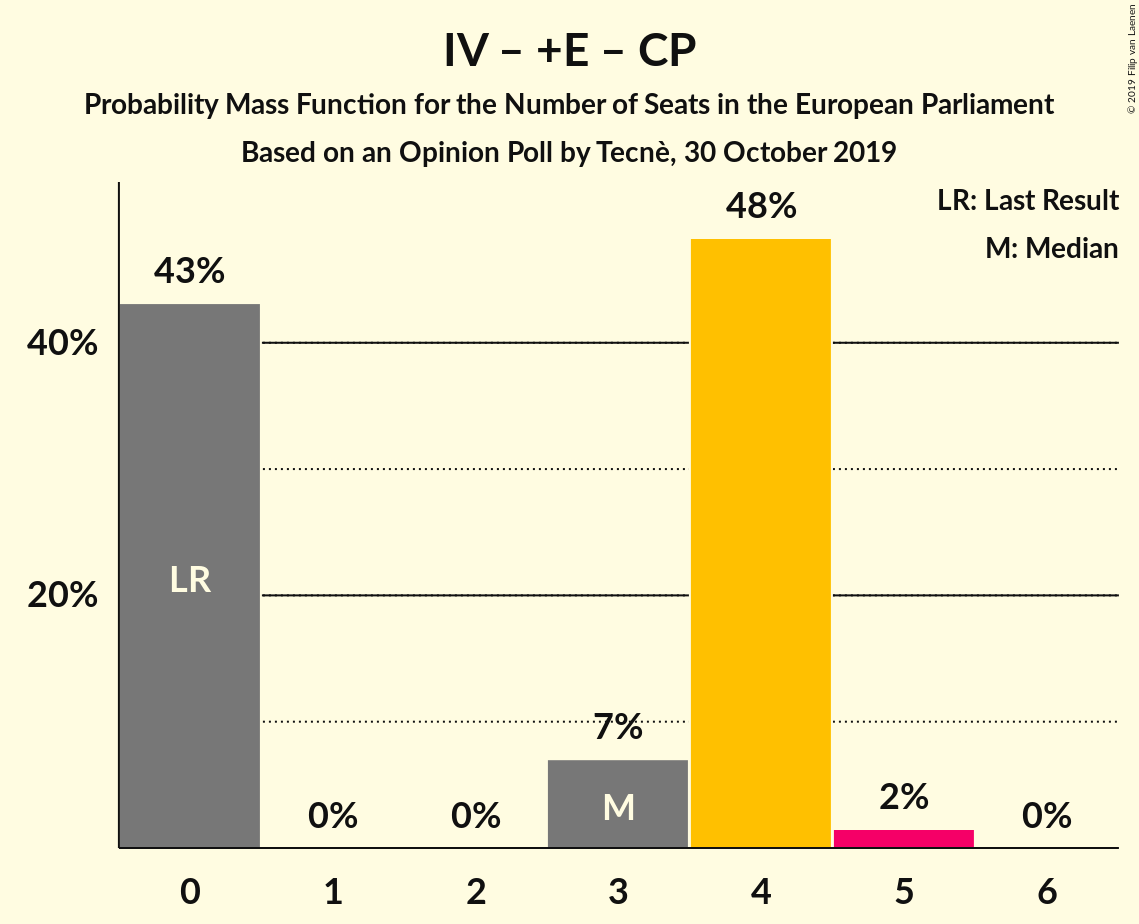 IV – +E – CP
Probability Mass Function for the Number of Seats in the European Parliament
Based on an Opinion Poll by Tecnè, 30 October 2019
© 2019 Filip van Laenen
LR: Last Result
M: Median
48%
43%
40%
LR
20%
7%
M
2%
0%
0%
0%
0 1 2 3 4 5 6